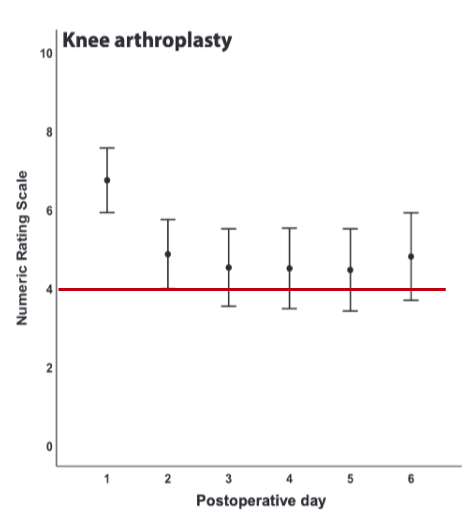 Knee arthroplasty
10
8
6
4
2
0
Numeric Rating Scale
1 2 3 4 5 6
Postoperative day